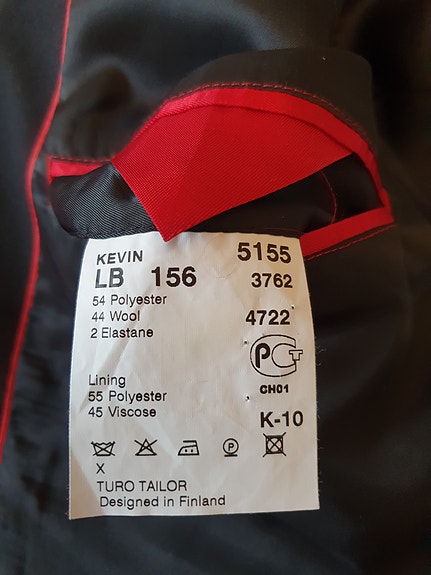 KEVIN 5155
LB 156 3762
54 Polyester
44 Wool 4722
2 Elastane
PCT
CH01
Lining
55 Polyester
45 Viscose K-10
P
X
TURO TAILOR
Designed in Finland